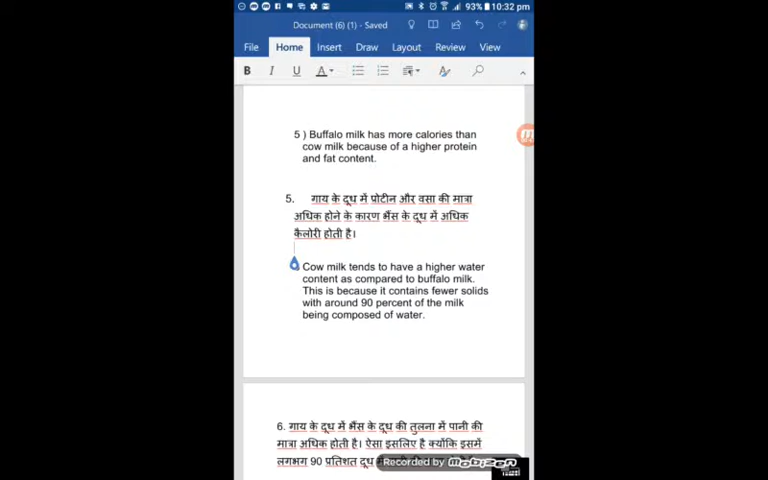 93% 10:32 pm
Document (6) (1) - Saved
File Home Insert Draw Layout Review View
B I U A
5 ) Buffalo milk has more calories than
cow milk because of a higher protein
and fat content.
5. गाय के दूध में प्रोटीन और वसा की मात्रा
अधिक होने के कारण भैंस के दूध में अधिक
कैलोरी होती है।
Cow milk tends to have a higher water
content as compared to buffalo milk.
This is because it contains fewer solids
with around 90 percent of the milk
being composed of water.
6. गाय के दूध में भैंस के दूध की तुलना में पानी की
मात्रा अधिक होती है। ऐसा इसलिए है क्योंकि इसमें
लगभग 90 प्रतिशत दूध
Recorded by mobizen